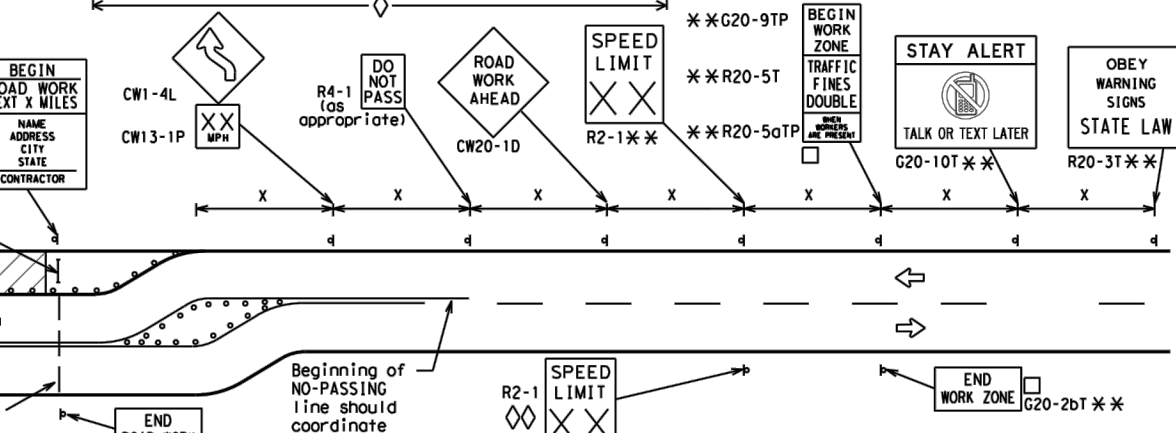 BEGIN
ROAD WORK
NEXT X MILES
NAME
ADDRESS
CITY
STATE
CONTRACTOR
CW1-4L
CW13-1P
XX
MPH
R4-1
(as
appropriate)
DO
NOT
PASS
ROAD
WORK
AHEAD
CW20-1D
SPEED
LIMIT
XX
R2-1**
**G20-9TP
**R20-5T
**R20-5aTP
BEGIN
WORK
ZONE
TRAFFIC
FINES
DOUBLE
WHEN
WORKERS
ARE PRESENT
STAY ALERT
TALK OR TEXT LATER
G20-10T**
OBEY
WARNING
SIGNS
STATE LAW
R20-3T**
X X X X X X X
Beginning of
NO-PASSING
line should
coordinate
R2-1
SPEED
LIMIT
XX
END
WORK ZONE
G20-2bT**
END
ROAD WORK